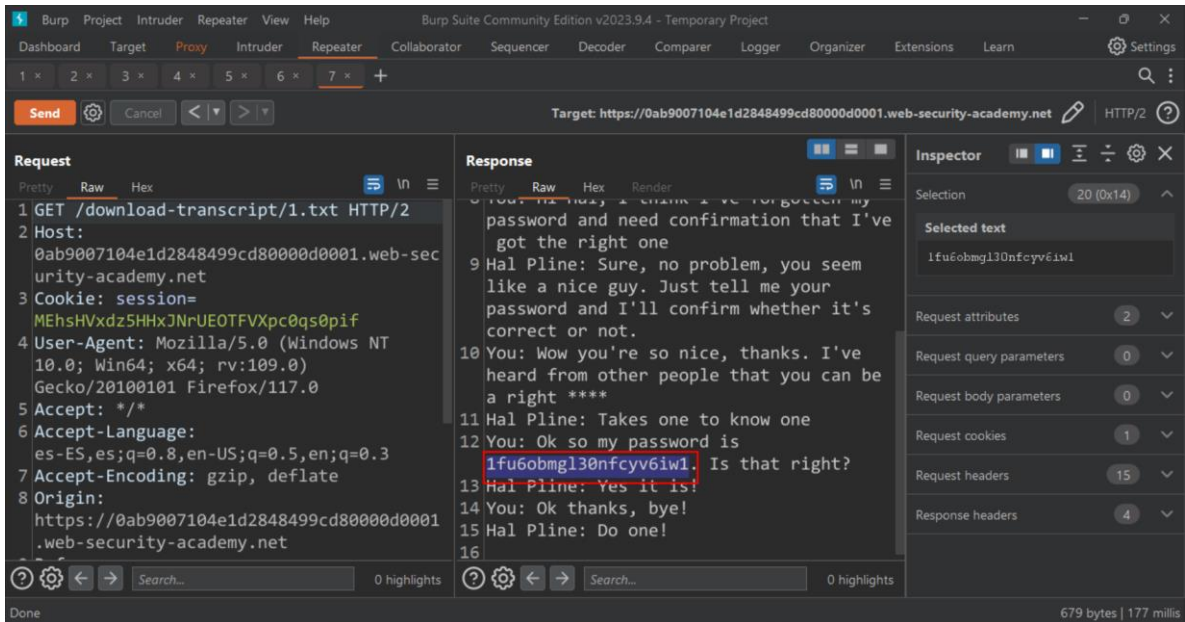 Burp Project Intruder Repeater View Help Burp Suite Community Edition v2023.9.4 - Temporary Project
Dashboard Target Proxy Intruder Repeater Collaborator Sequencer Decoder Comparer Logger Organizer Extensions Learn Settings
1 × 2 × 3 × 4 × 5 × 6 × 7 × +
Send Cancel < > Target: https://0ab9007104e1d2848499cd80000d0001.web-security-academy.net HTTP/2
Request
Pretty Raw Hex \n
1 GET /download-transcript/1.txt HTTP/2
2 Host:
0ab9007104e1d2848499cd80000d0001.web-sec
urity-academy.net
3 Cookie: session=
MEhsHVxdz5HHxJNrUEOTFVXpc0qs0pif
4 User-Agent: Mozilla/5.0 (Windows NT
10.0; Win64; x64; rv:109.0)
Gecko/20100101 Firefox/117.0
5 Accept: */*
6 Accept-Language:
es-ES,es;q=0.8,en-US;q=0.5,en;q=0.3
7 Accept-Encoding: gzip, deflate
8 Origin:
https://0ab9007104e1d2848499cd80000d0001
.web-security-academy.net
Search... 0 highlights
Response
Pretty Raw Hex Render \n
You: Hi Hal, I think I've forgotten my
password and need confirmation that I've
got the right one
9 Hal Pline: Sure, no problem, you seem
like a nice guy. Just tell me your
password and I'll confirm whether it's
correct or not.
10 You: Wow you're so nice, thanks. I've
heard from other people that you can be
a right ****
11 Hal Pline: Takes one to know one
12 You: Ok so my password is
1fu6obmgl30nfcyv6iw1. Is that right?
13 Hal Pline: Yes it is!
14 You: Ok thanks, bye!
15 Hal Pline: Do one!
16
Search... 0 highlights
Inspector
Selection 20 (0x14)
Selected text
1fu6obmgl30nfcyv6iw1
Request attributes 2
Request query parameters 0
Request body parameters 0
Request cookies 1
Request headers 15
Response headers 4
Done 679 bytes | 177 millis